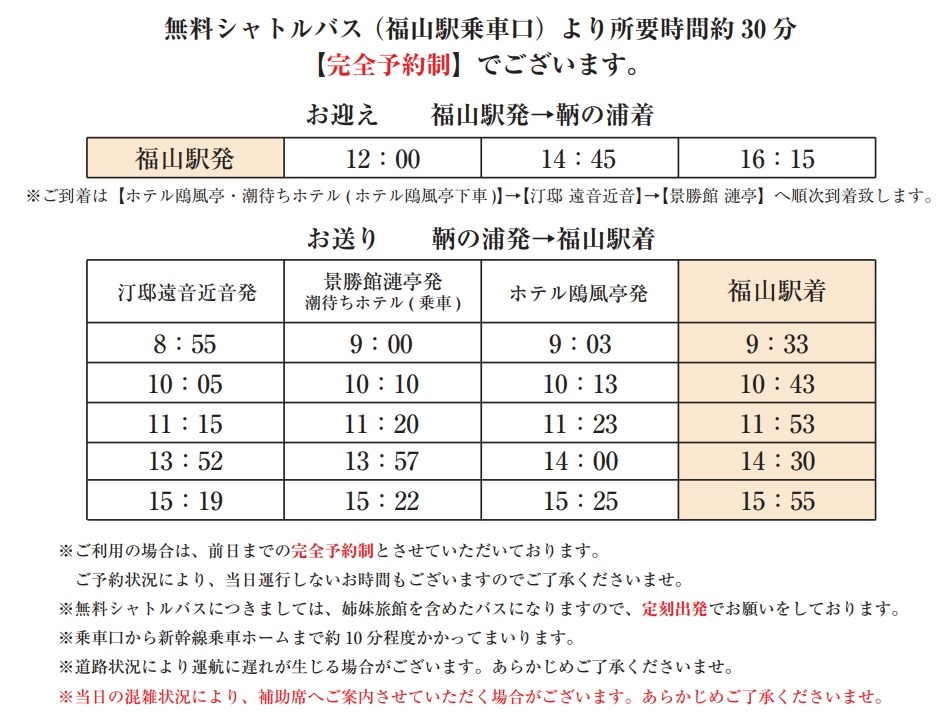 無料シャトルバス（福山駅乗車口）より所要時間約 30 分
【完全予約制】でございます。
お迎え　福山駅発→鞆の浦着
福山駅発 12：00 14：45 16：15
※ご到着は【ホテル鴎風亭・潮待ちホテル ( ホテル鴎風亭下車 )】→【汀邸 遠音近音】→【景勝館 漣亭】へ順次到着致します。
お送り　鞆の浦発→福山駅着
汀邸遠音近音発 景勝館漣亭発 ホテル鴎風亭発 福山駅着
潮待ちホテル ( 乗車 )
8：55 9：00 9：03 9：33
10：05 10：10 10：13 10：43
11：15 11：20 11：23 11：53
13：52 13：57 14：00 14：30
15：19 15：22 15：25 15：55
※ご利用の場合は、前日までの完全予約制とさせていただいております。
ご予約状況により、当日運行しないお時間もございますのでご了承くださいませ。
※無料シャトルバスにつきましては、姉妹旅館を含めたバスになりますので、定刻出発でお願いをしております。
※乗車口から新幹線乗車ホームまで約 10 分程度かかってまいります。
※道路状況により運航に遅れが生じる場合がございます。あらかじめご了承くださいませ。
※当日の混雑状況により、補助席へご案内させていただく場合がございます。あらかじめご了承くださいませ。